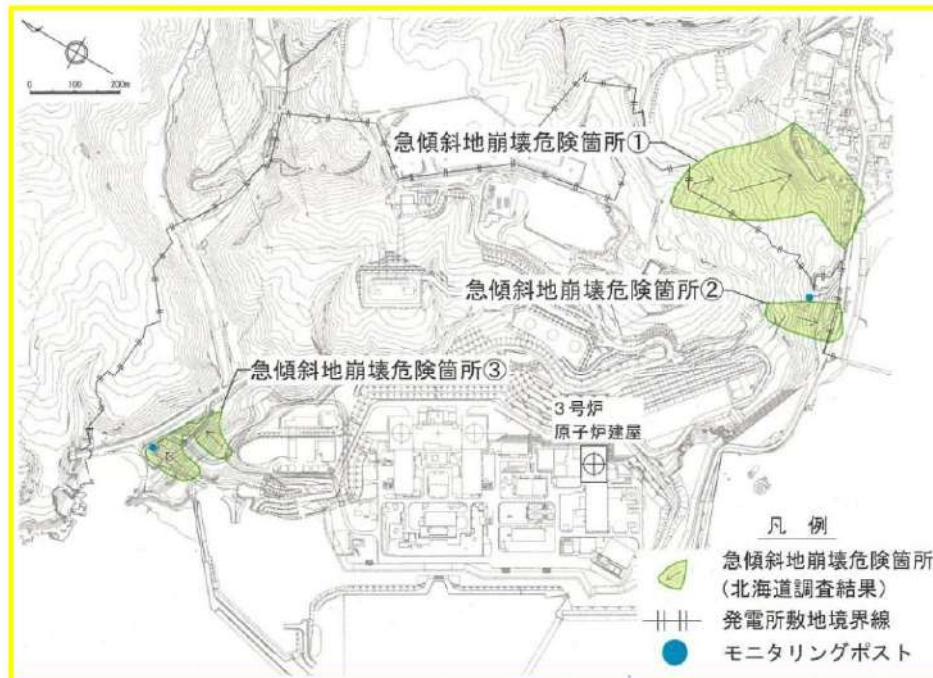 0 100 200m
急傾斜地崩壊危険箇所①
急傾斜地崩壊危険箇所②
急傾斜地崩壊危険箇所③
3号炉
原子炉建屋
凡 例
急傾斜地崩壊危険箇所
(北海道調査結果)
発電所敷地境界線
モニタリングポスト